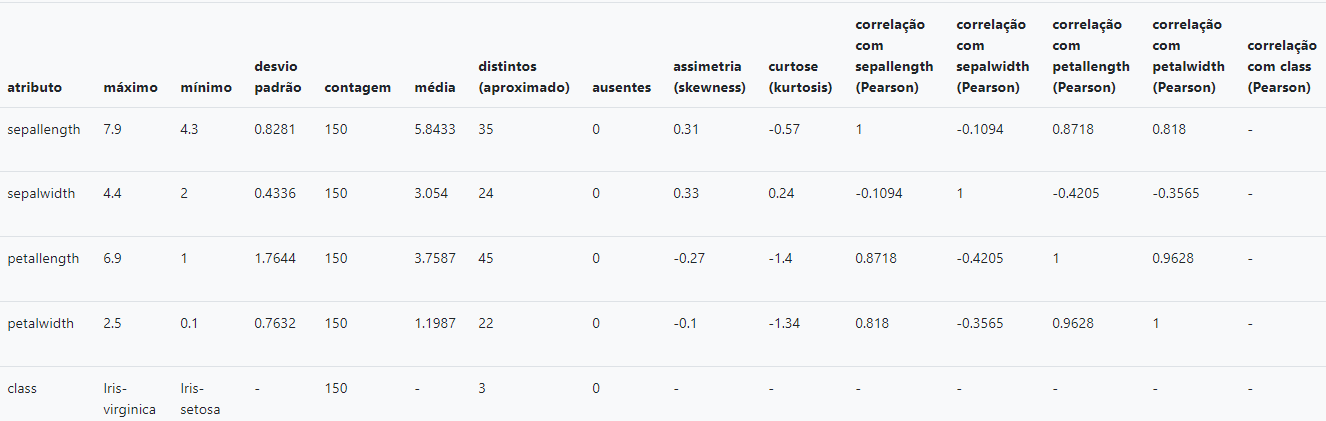 atributo máximo mínimo desvio padrão contagem média distintos (aproximado) ausentes assimetria (skewness) curtose (kurtosis) correlação com sepallength (Pearson) correlação com sepalwidth (Pearson) correlação com petallength (Pearson) correlação com petalwidth (Pearson) correlação com class (Pearson)
sepallength 7.9 4.3 0.8281 150 5.8433 35 0 0.31 -0.57 1 -0.1094 0.8718 0.818 -
sepalwidth 4.4 2 0.4336 150 3.054 24 0 0.33 0.24 -0.1094 1 -0.4205 -0.3565 -
petallength 6.9 1 1.7644 150 3.7587 45 0 -0.27 -1.4 0.8718 -0.4205 1 0.9628 -
petalwidth 2.5 0.1 0.7632 150 1.1987 22 0 -0.1 -1.34 0.818 -0.3565 0.9628 1 -
class Iris-virginica Iris-setosa - 150 - 3 0 - - - - - - -